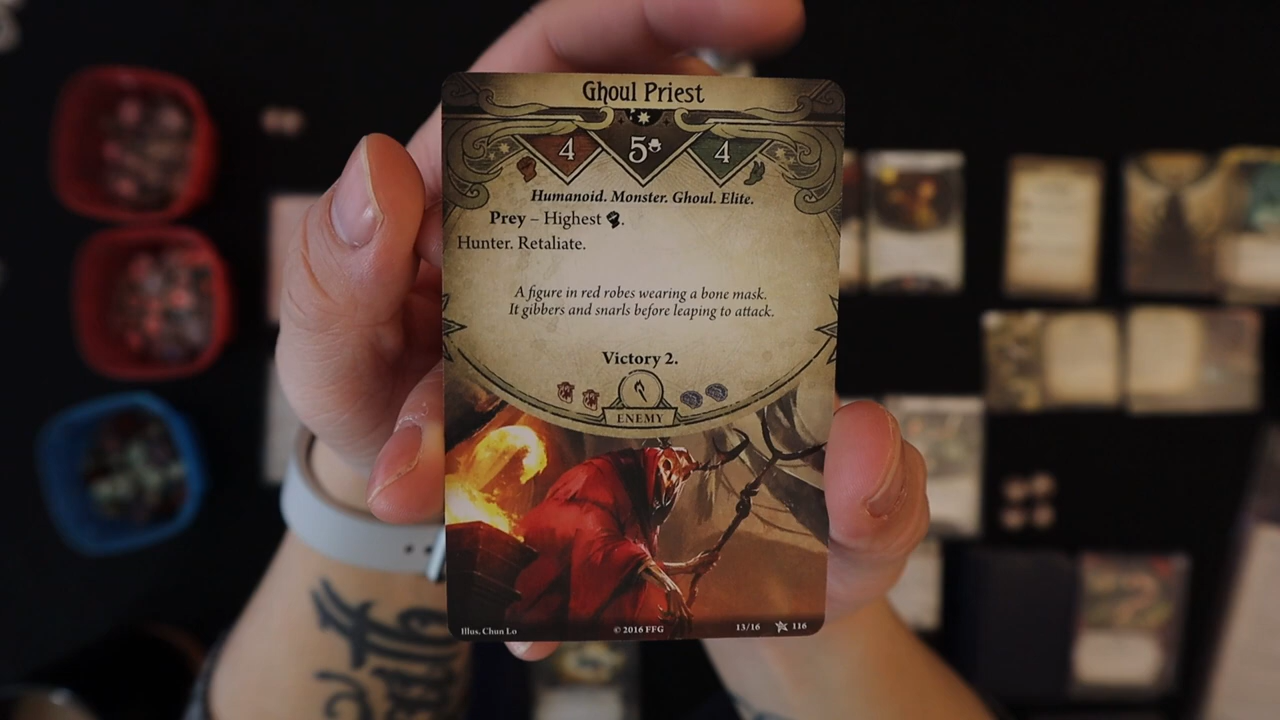 Ghoul Priest
4 5 4
Humanoid. Monster. Ghoul. Elite.
Prey – Highest .
Hunter. Retaliate.
A figure in red robes wearing a bone mask.
It gibbers and snarls before leaping to attack.
Victory 2.
ENEMY
Illus. Chun Lo © 2016 FFG 13/16 116